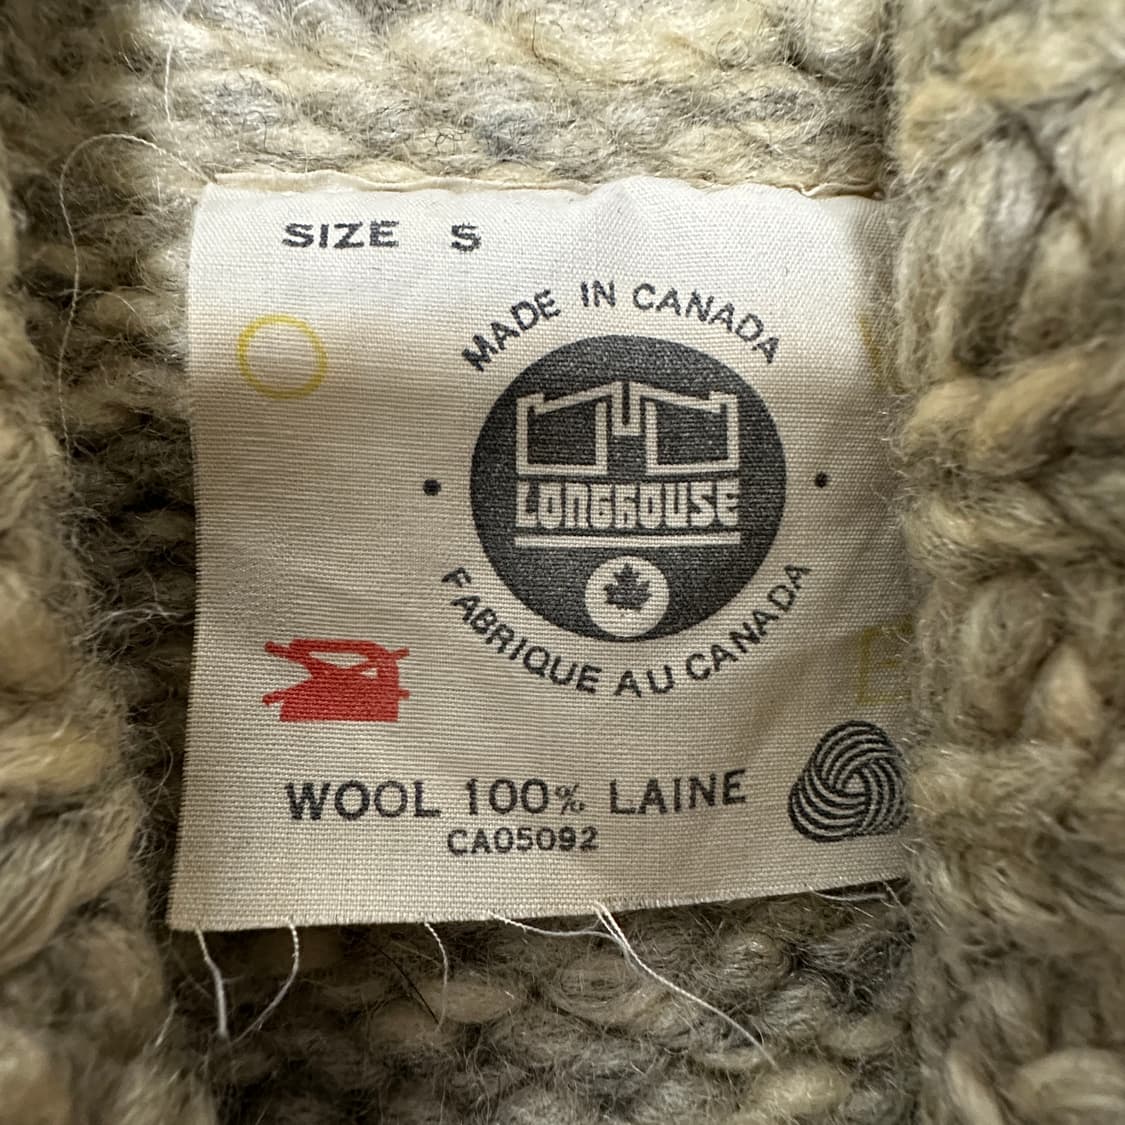 SIZE S
MADE IN CANADA
LONGHOUSE
FABRIQUE AU CANADA
WOOL 100% LAINE
CA05092